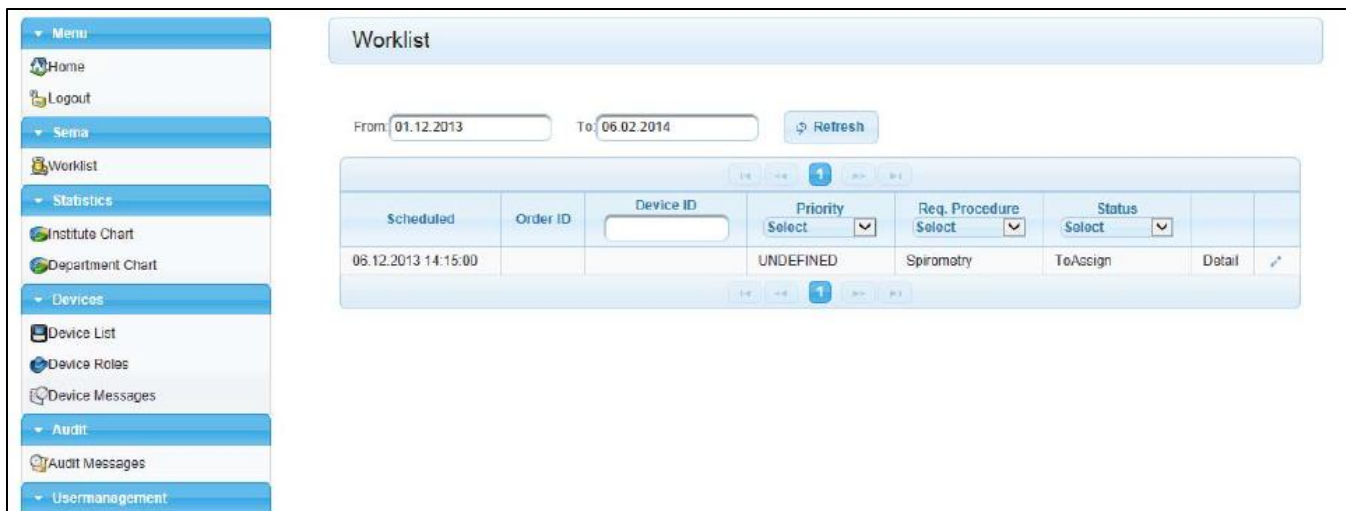 Menu
Home
Logout
Sema
Worklist
Statistics
Institute Chart
Department Chart
Devices
Device List
Device Roles
Device Messages
Audit
Audit Messages
Usermanagement
Worklist
From: 01.12.2013 To: 06.02.2014 Refresh
1
Scheduled Order ID Device ID Priority Req. Procedure Status
Select Select Select
06.12.2013 14:15:00 UNDEFINED Spirometry ToAssign Detail
1